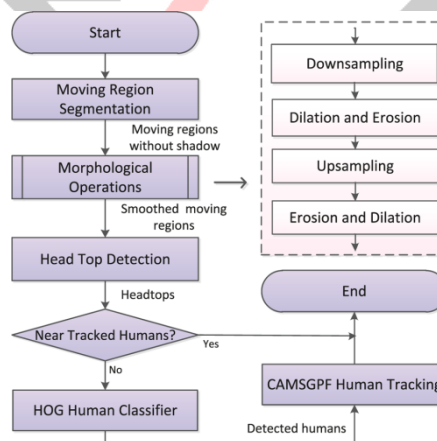 Start
Moving Region
Segmentation
Moving regions
without shadow
Morphological
Operations
Smoothed moving
regions
Head Top Detection
Headtops
Near Tracked Humans?
Yes
No
HOG Human Classifier
Downsampling
Dilation and Erosion
Upsampling
Erosion and Dilation
End
CAMSGPF Human Tracking
Detected humans